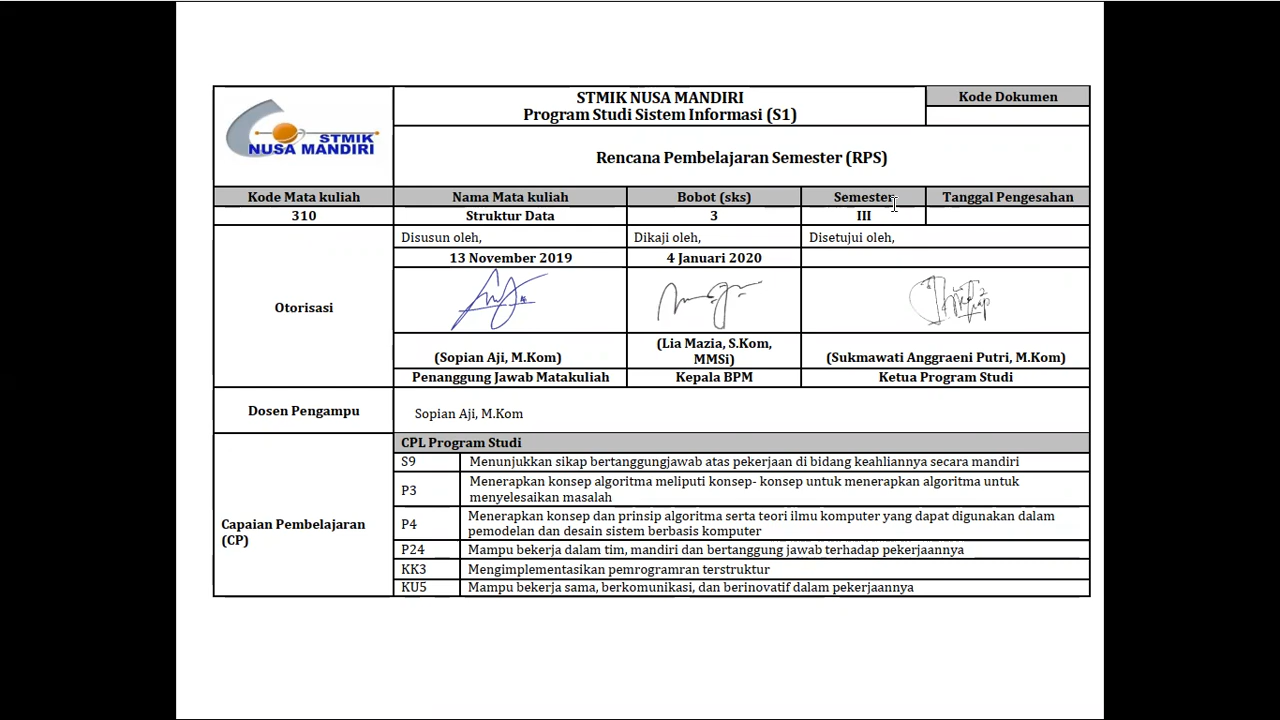 STMIK NUSA MANDIRI
Program Studi Sistem Informasi (S1)
Kode Dokumen
STMIK
NUSA MANDIRI
Rencana Pembelajaran Semester (RPS)
Kode Mata kuliah Nama Mata kuliah Bobot (sks) Semester Tanggal Pengesahan
310 Struktur Data 3 III
Otorisasi
Disusun oleh, Dikaji oleh, Disetujui oleh,
13 November 2019 4 Januari 2020
(Sopian Aji, M.Kom)
(Lia Mazia, S.Kom,
MMSi)
(Sukmawati Anggraeni Putri, M.Kom)
Penanggung Jawab Matakuliah Kepala BPM Ketua Program Studi
Dosen Pengampu
Sopian Aji, M.Kom
Capaian Pembelajaran
(CP)
CPL Program Studi
S9 Menunjukkan sikap bertanggungjawab atas pekerjaan di bidang keahliannya secara mandiri
P3 Menerapkan konsep algoritma meliputi konsep- konsep untuk menerapkan algoritma untuk
menyelesaikan masalah
P4 Menerapkan konsep dan prinsip algoritma serta teori ilmu komputer yang dapat digunakan dalam
pemodelan dan desain sistem berbasis komputer
P24 Mampu bekerja dalam tim, mandiri dan bertanggung jawab terhadap pekerjaannya
KK3 Mengimplementasikan pemrogramran terstruktur
KU5 Mampu bekerja sama, berkomunikasi, dan berinovatif dalam pekerjaannya